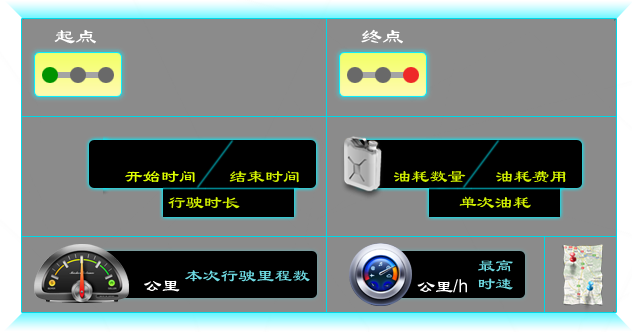 起点
终点
开始时间
结束时间
行驶时长
油耗数量
油耗费用
单次油耗
公里
本次行驶里程数
公里/h
最高
时速